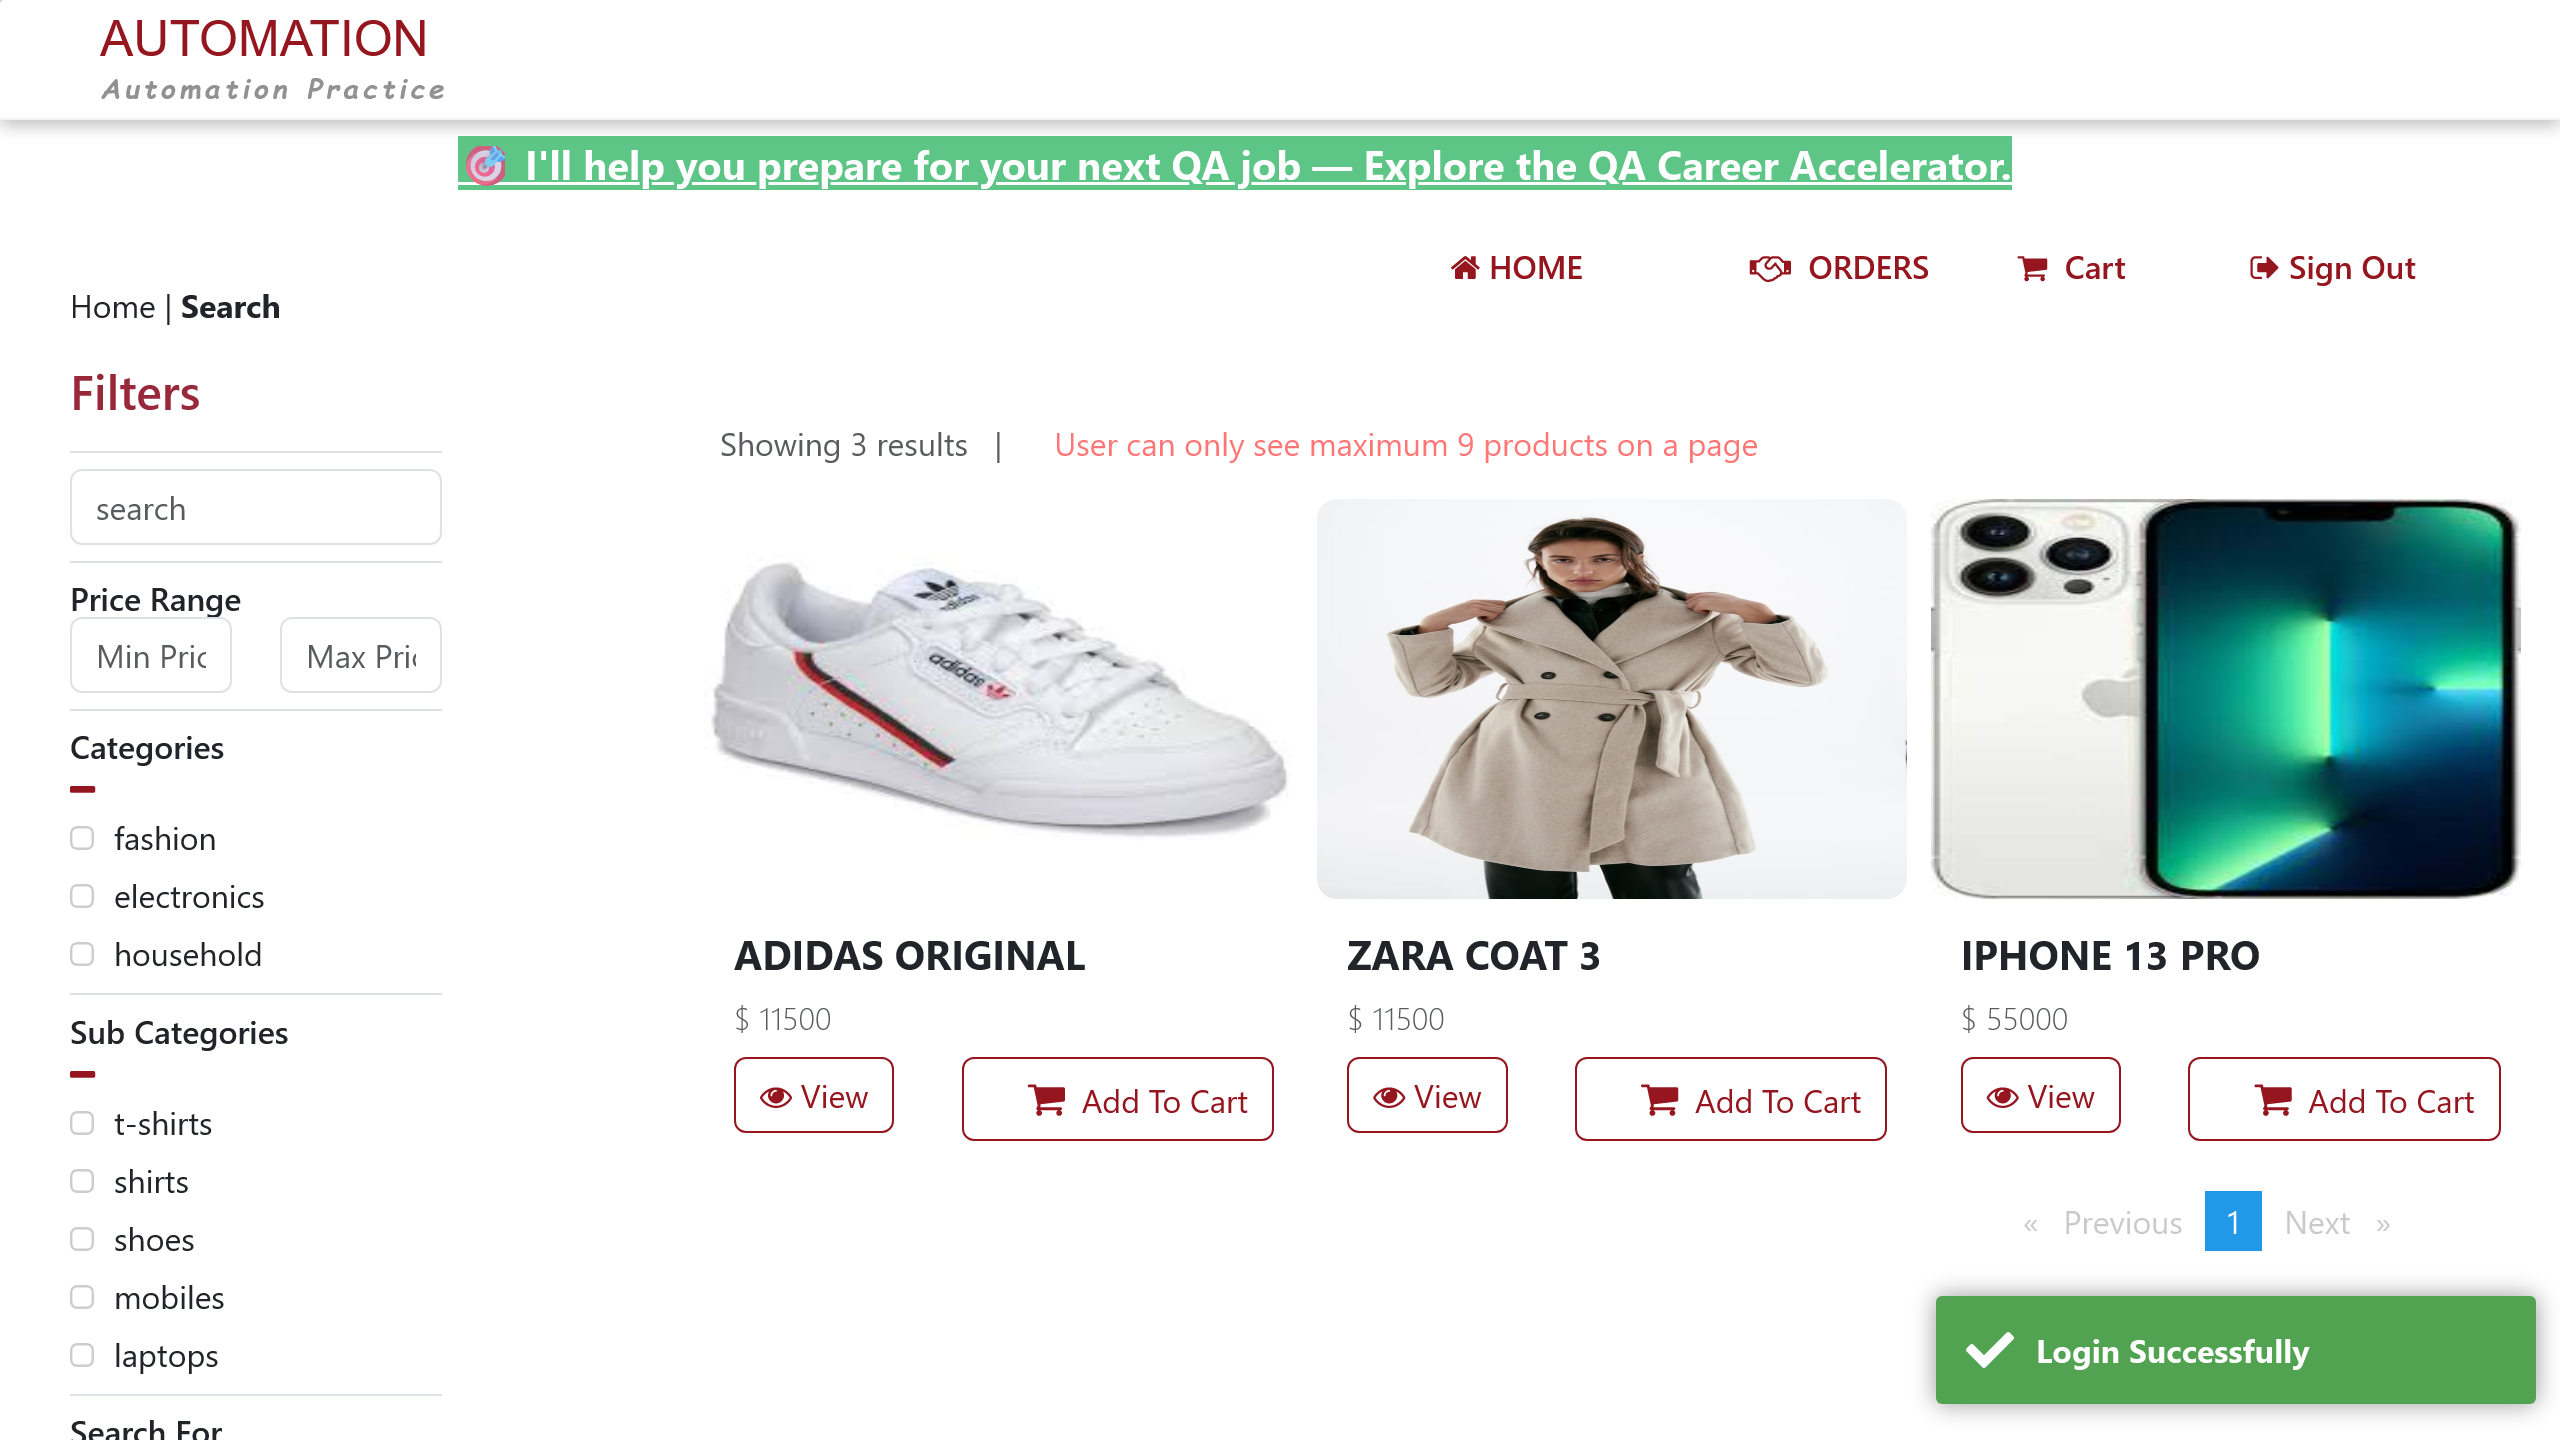 AUTOMATION
Automation Practice
I'll help you prepare for your next QA job — Explore the QA Career Accelerator.
HOME
ORDERS
Cart
Sign Out
Home | Search
Filters
Showing 3 results |
User can only see maximum 9 products on a page
search
Price Range
Min Pric
Max Pric
Categories
fashion
electronics
household
Sub Categories
t-shirts
shirts
shoes
mobiles
laptops
Search For
adidas
adidas
ADIDAS ORIGINAL
$ 11500
View
Add To Cart
ZARA COAT 3
$ 11500
View
Add To Cart
IPHONE 13 PRO
$ 55000
View
Add To Cart
« Previous 1 Next »
Login Successfully